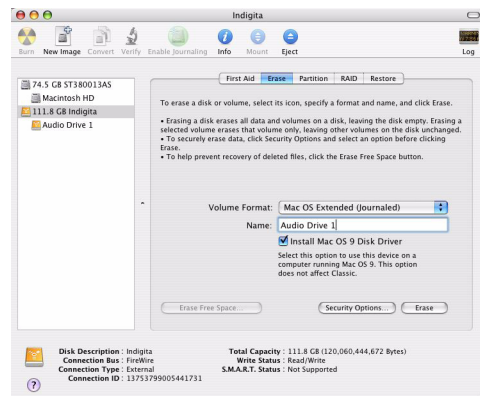 Indigita
Burn New Image Convert Verify Enable Journaling Info Mount Eject Log
74.5 GB ST380013AS
Macintosh HD
111.8 GB Indigita
Audio Drive 1
First Aid Erase Partition RAID Restore
To erase a disk or volume, select its icon, specify a format and name, and click Erase.
• Erasing a disk erases all data and volumes on a disk, leaving the disk empty. Erasing a
selected volume erases that volume only, leaving other volumes on the disk unchanged.
• To securely erase data, click Security Options and select an option before clicking
Erase.
• To help prevent recovery of deleted files, click the Erase Free Space button.
Volume Format: Mac OS Extended (Journaled)
Name: Audio Drive 1
Install Mac OS 9 Disk Driver
Select this option to use this device on a
computer running Mac OS 9. This option
does not affect Classic.
Erase Free Space... Security Options... Erase
Disk Description : Indigita Total Capacity : 111.8 GB (120,060,444,672 Bytes)
Connection Bus : FireWire Write Status : Read/Write
Connection Type : External S.M.A.R.T. Status : Not Supported
Connection ID : 13753799005441731
?